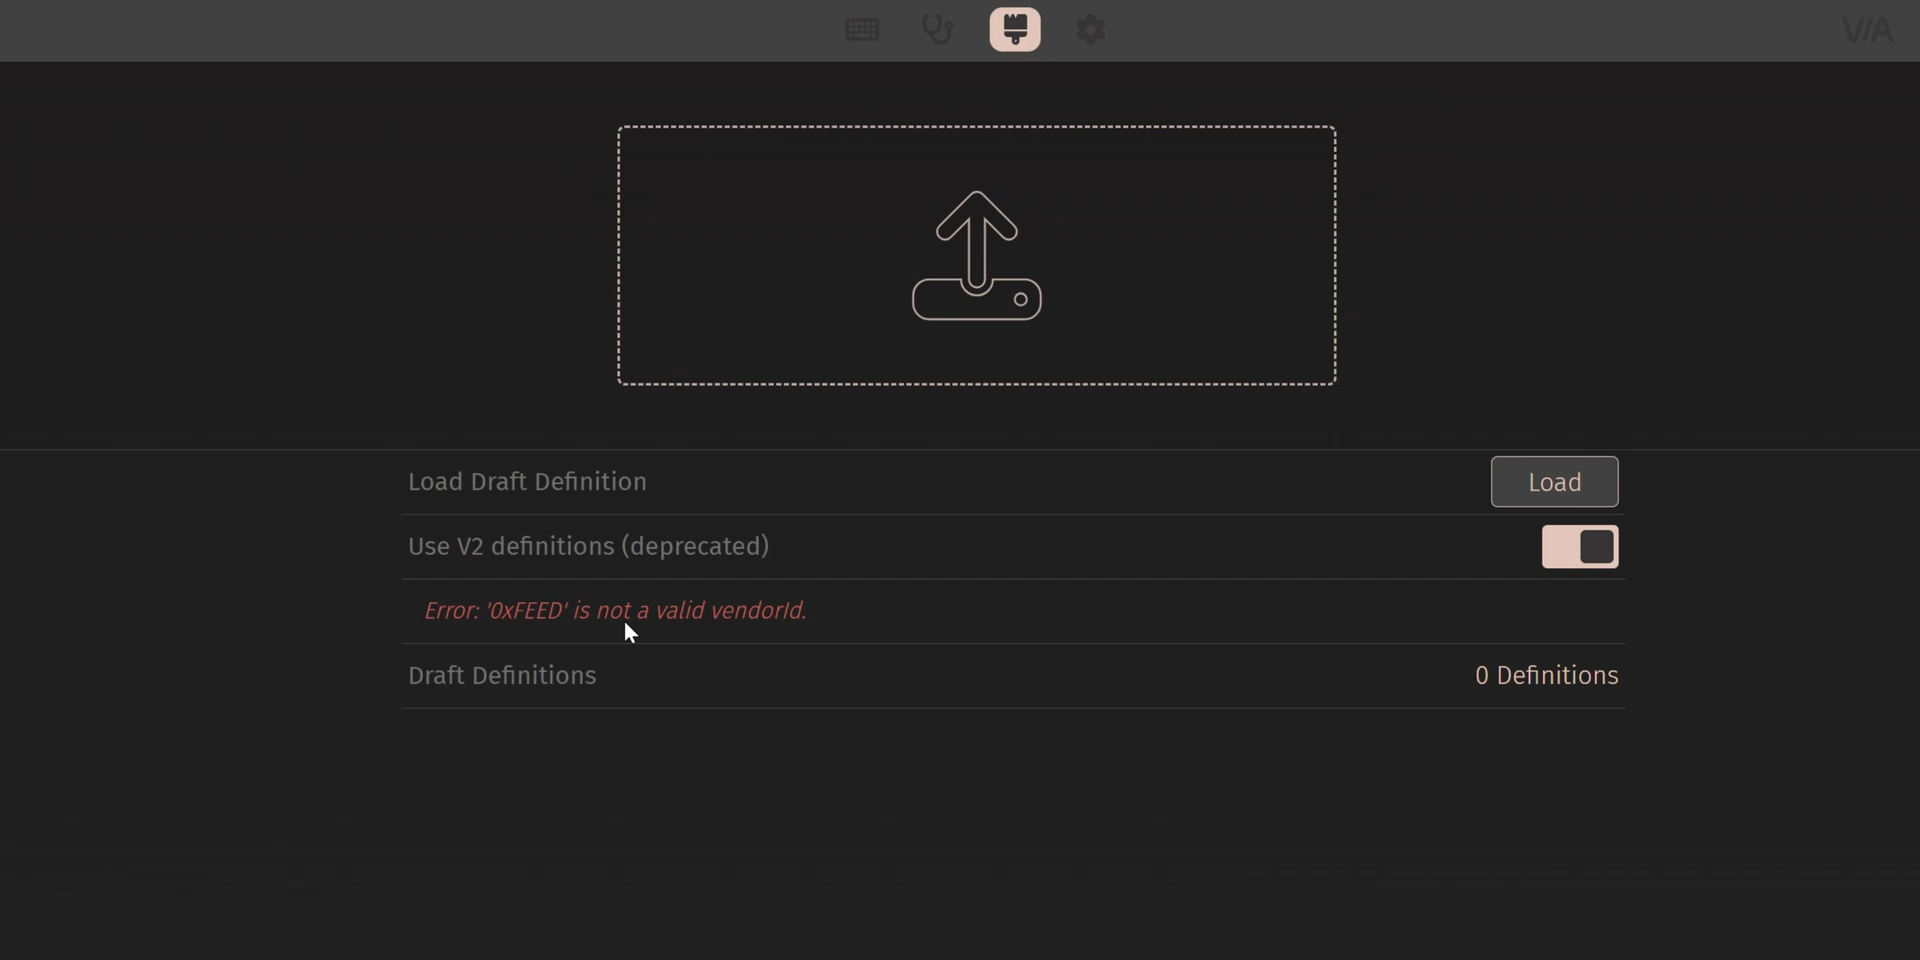 VIA
Load Draft Definition
Load
Use V2 definitions (deprecated)
Error: '0xFEED' is not a valid vendorId.
Draft Definitions
0 Definitions